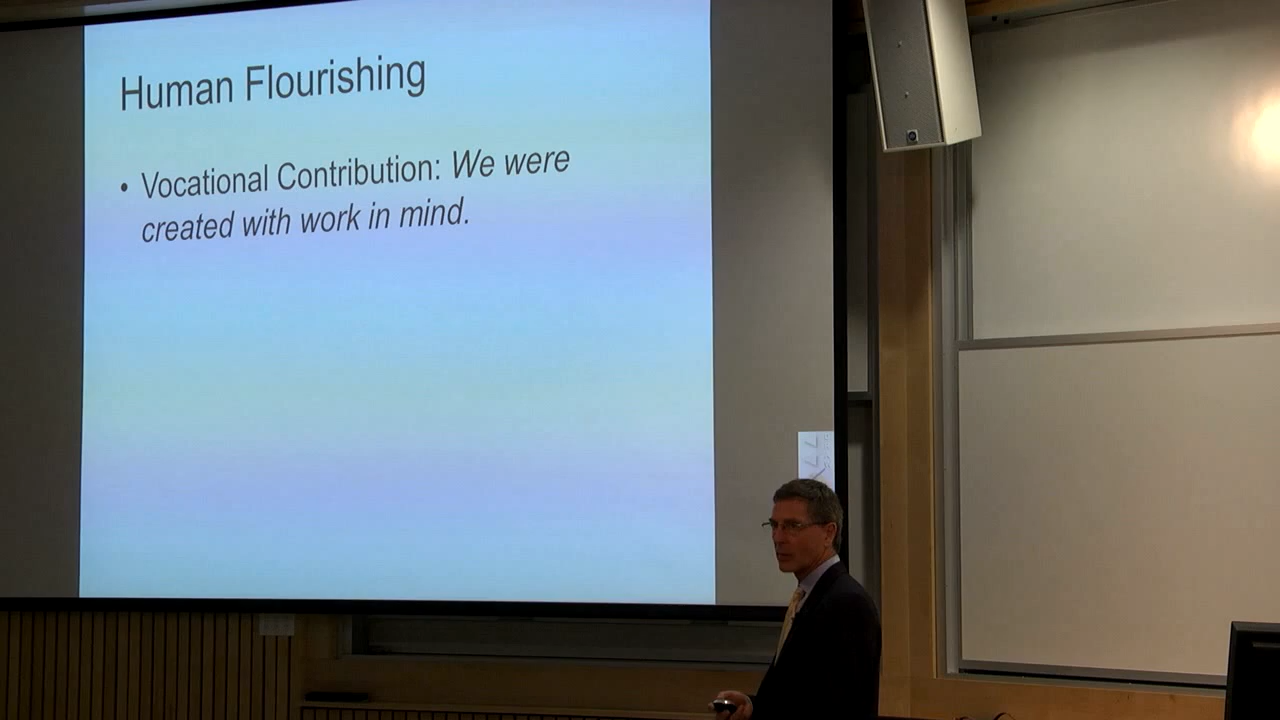 Human Flourishing
• Vocational Contribution: We were
created with work in mind.